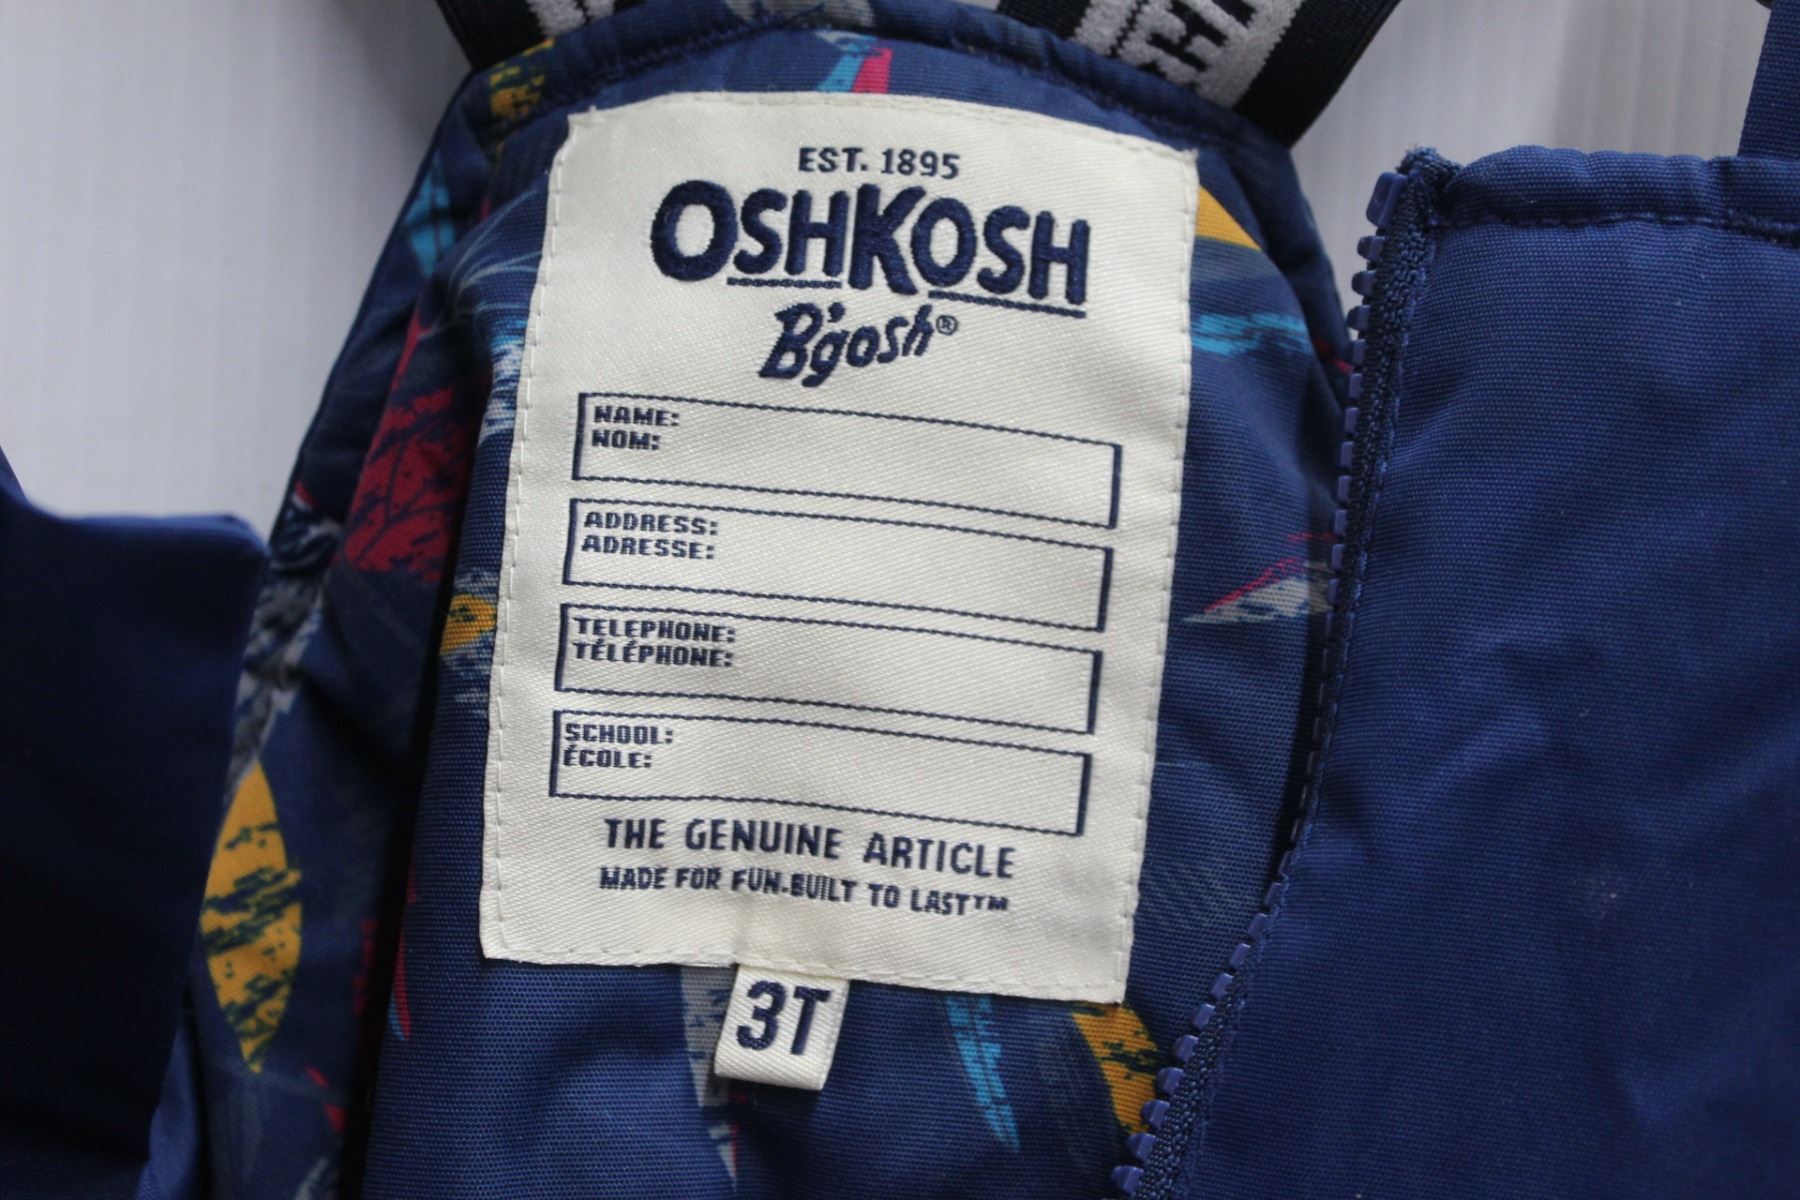 EST. 1895
OSHKOSH
B'gosh®
NAME:
NOM:
ADDRESS:
ADRESSE:
TELEPHONE:
TÉLÉPHONE:
SCHOOL:
ÉCOLE:
THE GENUINE ARTICLE
MADE FOR FUN-BUILT TO LAST™
3T